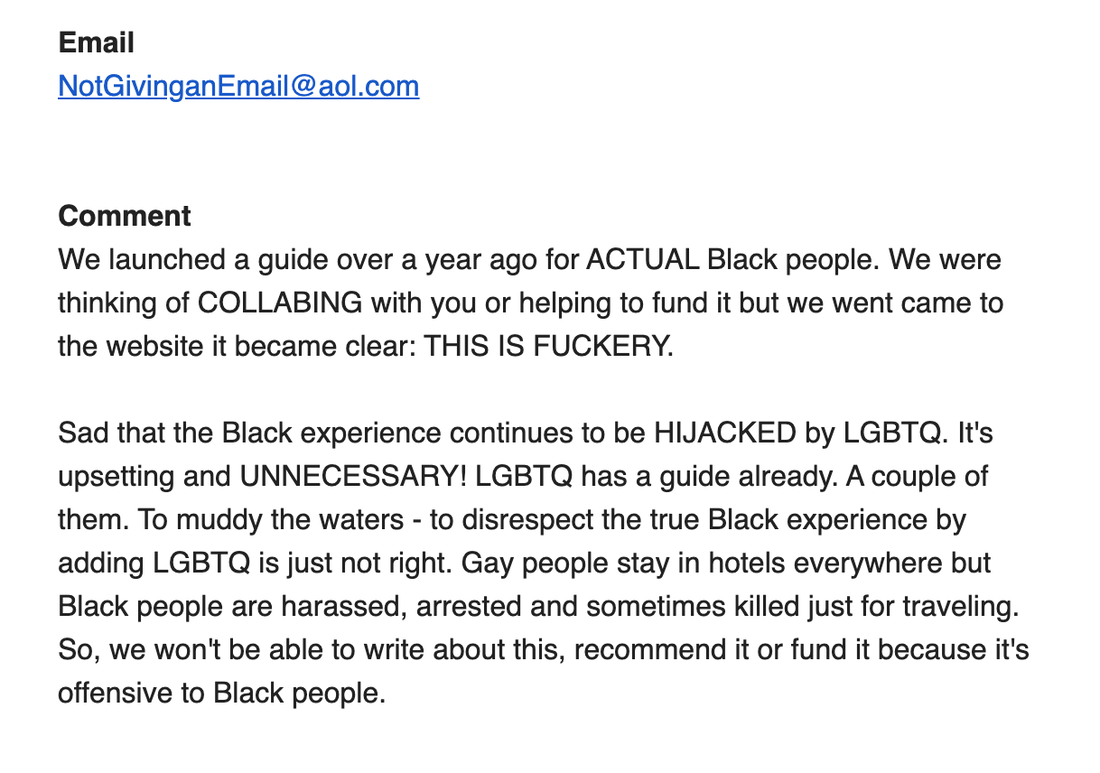 Email
NotGivinganEmail@aol.com
Comment
We launched a guide over a year ago for ACTUAL Black people. We were
thinking of COLLABING with you or helping to fund it but we went came to
the website it became clear: THIS IS FUCKERY.
Sad that the Black experience continues to be HIJACKED by LGBTQ. It's
upsetting and UNNECESSARY! LGBTQ has a guide already. A couple of
them. To muddy the waters - to disrespect the true Black experience by
adding LGBTQ is just not right. Gay people stay in hotels everywhere but
Black people are harassed, arrested and sometimes killed just for traveling.
So, we won't be able to write about this, recommend it or fund it because it's
offensive to Black people.